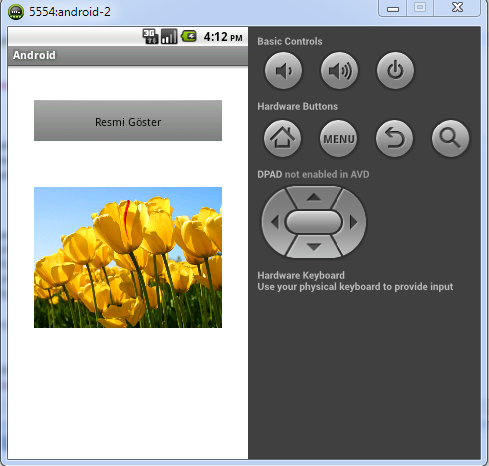 5554:android-2
3G
4:12 PM
Android
Resmi Göster
Basic Controls
Hardware Buttons
MENU
DPAD not enabled in AVD
Hardware Keyboard
Use your physical keyboard to provide input